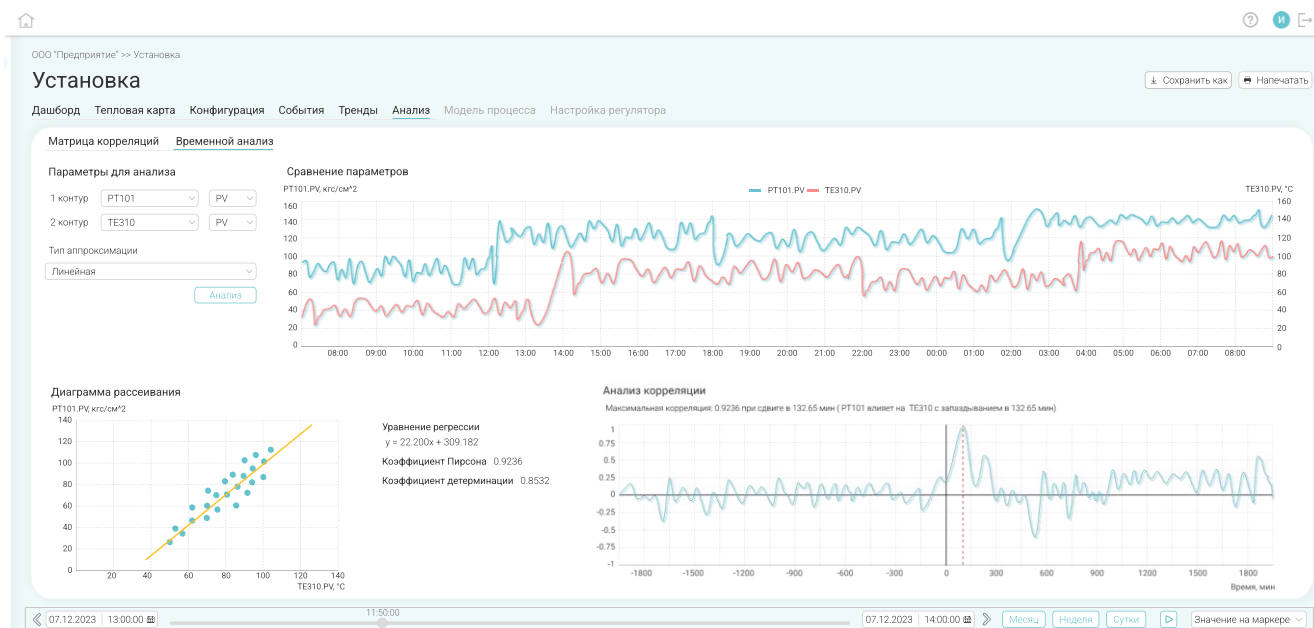 И
ООО "Предприятие" >> Установка
Установка
Сохранить как
Напечатать
Дашборд Тепловая карта Конфигурация События Тренды Анализ Модель процесса Настройка регулятора
Матрица корреляций Временной анализ
Параметры для анализа
1 контур PT101 PV
2 контур TE310 PV
Тип аппроксимации
Линейная
Анализ
Сравнение параметров
PT101.PV, кгс/см^2
PT101.PV TE310.PV
TE310.PV, °C
160 160
140 140
120 120
100 100
80 80
60 60
40 40
20 20
0 0
08:00 09:00 10:00 11:00 12:00 13:00 14:00 15:00 16:00 17:00 18:00 19:00 20:00 21:00 22:00 23:00 00:00 01:00 02:00 03:00 04:00 05:00 06:00 07:00 08:00
Диаграмма рассеивания
PT101.PV, кгс/см^2
140
120
100
80
60
40
20
0
20 40 60 80 100 120 140
TE310.PV, °C
Уравнение регрессии
y = 22.200x + 309.182
Коэффициент Пирсона 0.9236
Коэффициент детерминации 0.8532
Анализ корреляции
Максимальная корреляция: 0.9236 при сдвиге в 132.65 мин ( PT101 влияет на TE310 с запаздыванием в 132.65 мин)
1
0.75
0.5
0.25
0
-0.25
-0.5
-0.75
-1
-1800 -1500 -1200 -900 -600 -300 0 300 600 900 1200 1500 1800
Время, мин
07.12.2023 13:00:00
11:50:00
07.12.2023 14:00:00
Месяц Неделя Сутки
Значение на маркере